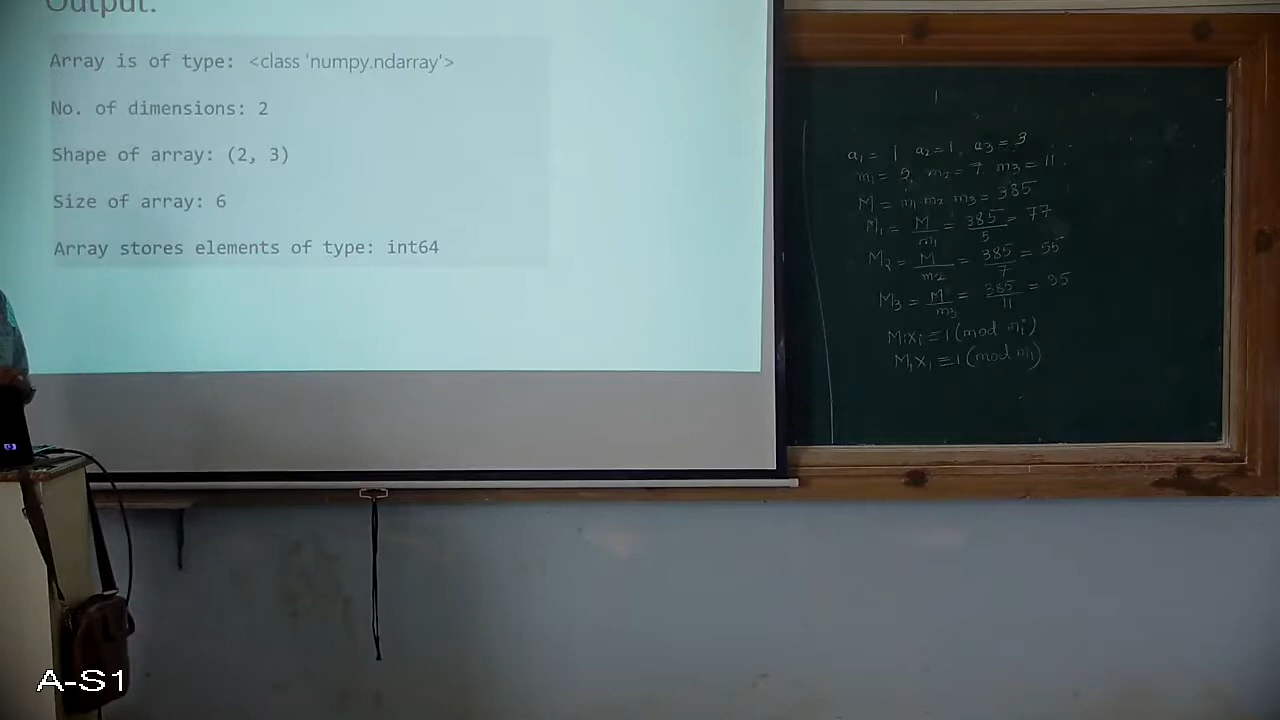 Output:
Array is of type: <class 'numpy.ndarray'>
No. of dimensions: 2
Shape of array: (2, 3)
Size of array: 6
Array stores elements of type: int64
a₁ = 1 a₂ = 1, a₃ = 3
m₁ = 5, m₂ = 7 m₃ = 11
M = m₁ m₂ m₃ = 385
M₁ = M/m₁ = 385/5 = 77
M₂ = M/m₂ = 385/7 = 55
M₃ = M/m₃ = 385/11 = 35
Mᵢxᵢ ≡ 1 (mod mᵢ)
M₁x₁ ≡ 1 (mod m₁)
A-S1